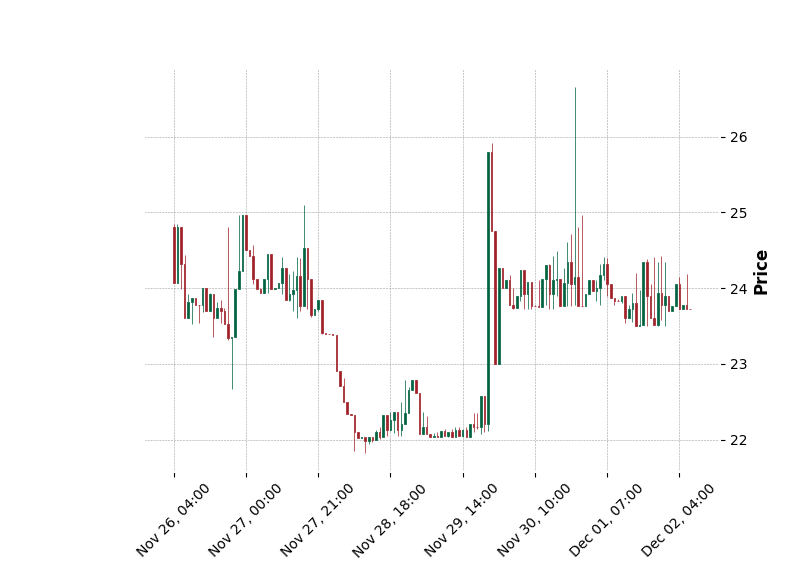 26
25
24
23
22
Price
Nov 26, 04:00
Nov 27, 00:00
Nov 27, 21:00
Nov 28, 18:00
Nov 29, 14:00
Nov 30, 10:00
Dec 01, 07:00
Dec 02, 04:00